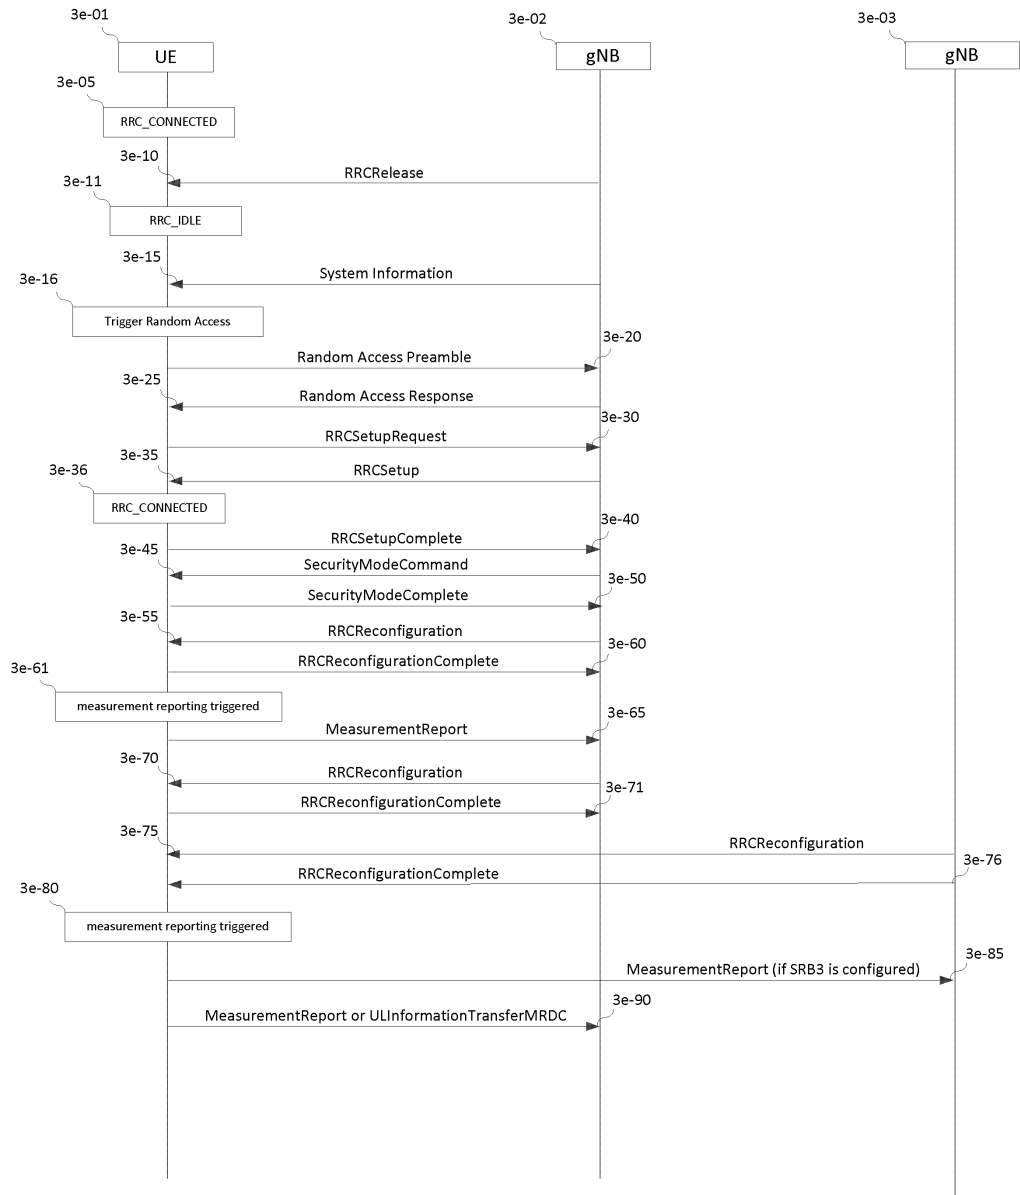 3e-01
3e-02
3e-03
UE
gNB
gNB
3e-05
RRC_CONNECTED
3e-10
RRCRelease
3e-11
RRC_IDLE
3e-15
System Information
3e-16
Trigger Random Access
3e-20
Random Access Preamble
3e-25
Random Access Response
3e-30
RRCSetupRequest
3e-35
RRCSetup
3e-36
RRC_CONNECTED
3e-40
RRCSetupComplete
3e-45
SecurityModeCommand
3e-50
SecurityModeComplete
3e-55
RRCReconfiguration
3e-60
RRCReconfigurationComplete
3e-61
measurement reporting triggered
3e-65
MeasurementReport
3e-70
RRCReconfiguration
3e-71
RRCReconfigurationComplete
3e-75
RRCReconfiguration
3e-76
RRCReconfigurationComplete
3e-80
measurement reporting triggered
3e-85
MeasurementReport (if SRB3 is configured)
3e-90
MeasurementReport or ULInformationTransferMRDC